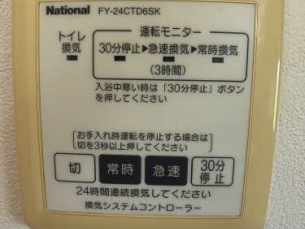 National FY-24CTD6SK
トイレ
換気
運転モニター
30分停止▶急速換気▶常時換気
(3時間)
入浴中寒い時は「30分停止」ボタン
を押してください
お手入れ時運転を停止する場合は
切を3秒以上押してください
切 常時 急速 30分
停止
24時間連続換気してください
換気システムコントローラー